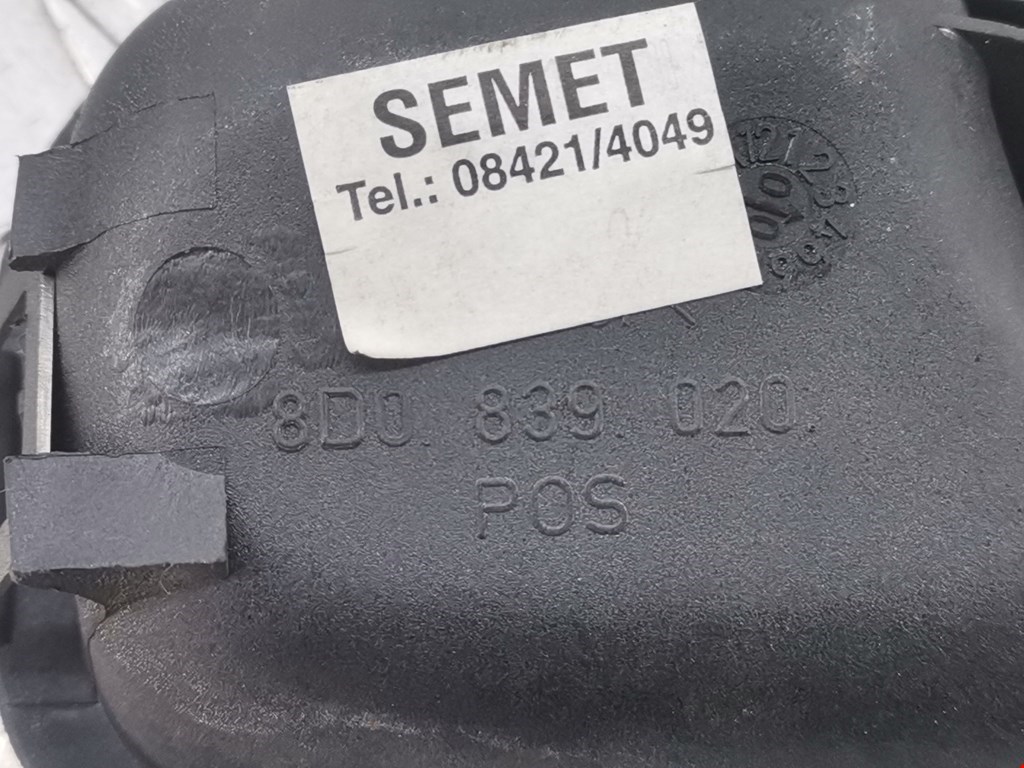 SEMET
Tel.: 08421/4049
8D0. 839. 020.
POS